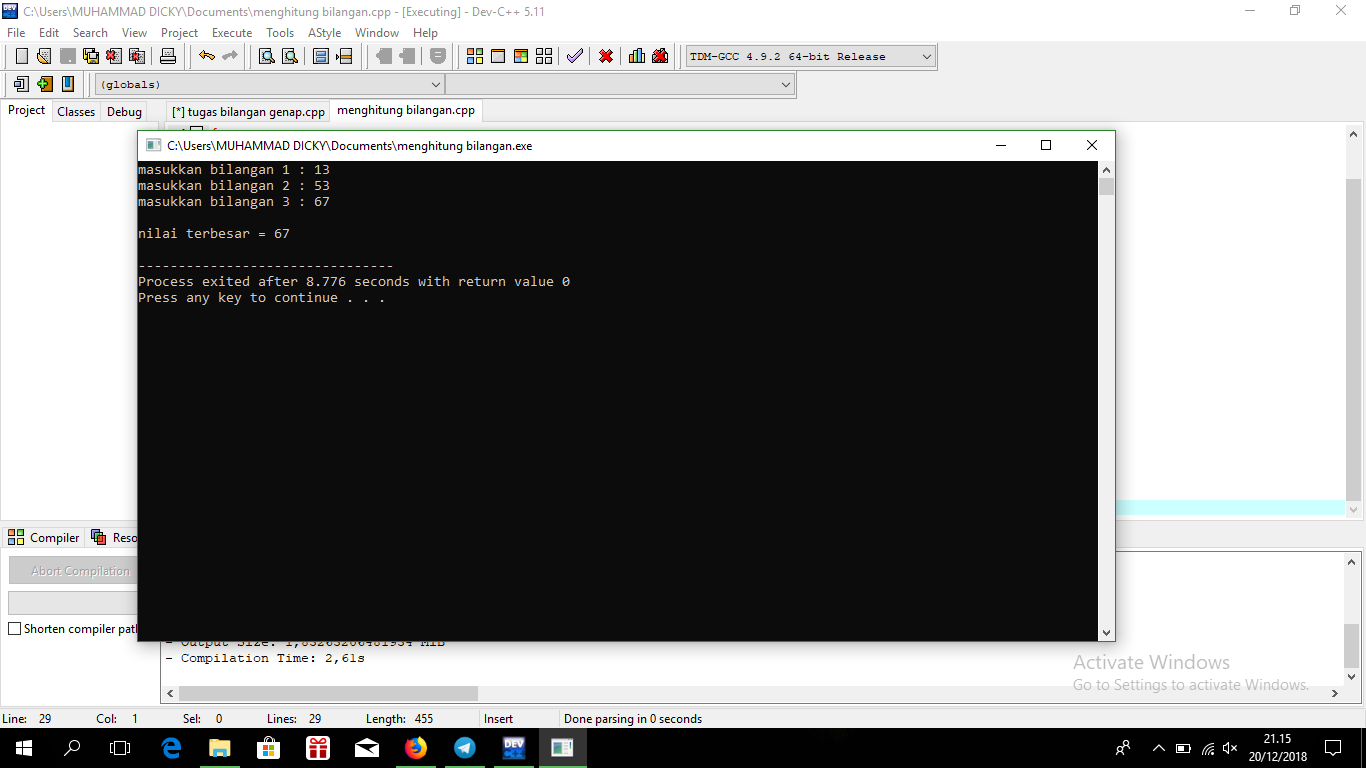 C:\Users\MUHAMMAD DICKY\Documents\menghitung bilangan.cpp - [Executing] - Dev-C++ 5.11
File Edit Search View Project Execute Tools AStyle Window Help
TDM-GCC 4.9.2 64-bit Release
(globals)
Project Classes Debug [*] tugas bilangan genap.cpp menghitung bilangan.cpp
C:\Users\MUHAMMAD DICKY\Documents\menghitung bilangan.exe
masukkan bilangan 1 : 13
masukkan bilangan 2 : 53
masukkan bilangan 3 : 67
nilai terbesar = 67
--------------------------------
Process exited after 8.776 seconds with return value 0
Press any key to continue . . .
Compiler Reso
Abort Compilation
Shorten compiler path
- Output Size: 1,83263206481934 MiB
- Compilation Time: 2,61s
Activate Windows
Go to Settings to activate Windows.
Line: 29 Col: 1 Sel: 0 Lines: 29 Length: 455 Insert Done parsing in 0 seconds
DEV
21.15
20/12/2018